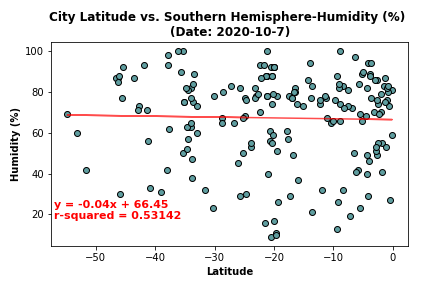 City Latitude vs. Southern Hemisphere-Humidity (%)
(Date: 2020-10-7)
Humidity (%)
100
80
60
40
20
y = -0.04x + 66.45
r-squared = 0.53142
−50
−40
−30
−20
−10
0
Latitude